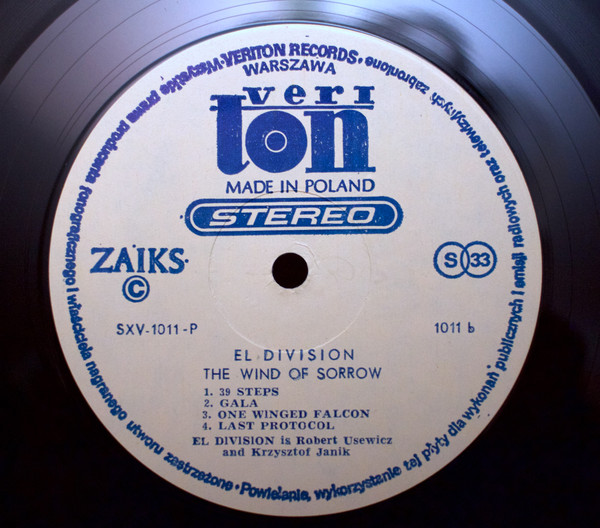 •VERITON RECORDS•
WARSZAWA
veri
ton
MADE IN POLAND
STEREO
ZAIKS
©
S 33
SXV-1011-P
1011 b
EL DIVISION
THE WIND OF SORROW
1. 39 STEPS
2. GALA
3. ONE WINGED FALCON
4. LAST PROTOCOL
EL DIVISION is Robert Usewicz
and Krzysztof Janik
Wszystkie prawa producenta fonograficznego i właściciela nagranego utworu zastrzeżone•Powielanie, wykorzystanie tej płyty dla wykonań publicznych i emisji radiowych oraz telewizyjnych zabronione